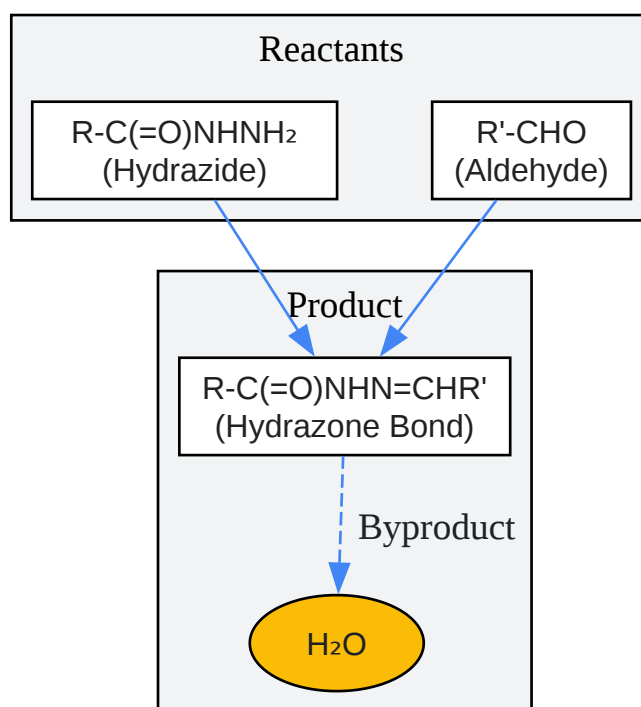 Reactants
R-C(=O)NHNH₂
(Hydrazide)
R'-CHO
(Aldehyde)
Product
R-C(=O)NHN=CHR'
(Hydrazone Bond)
Byproduct
H₂O